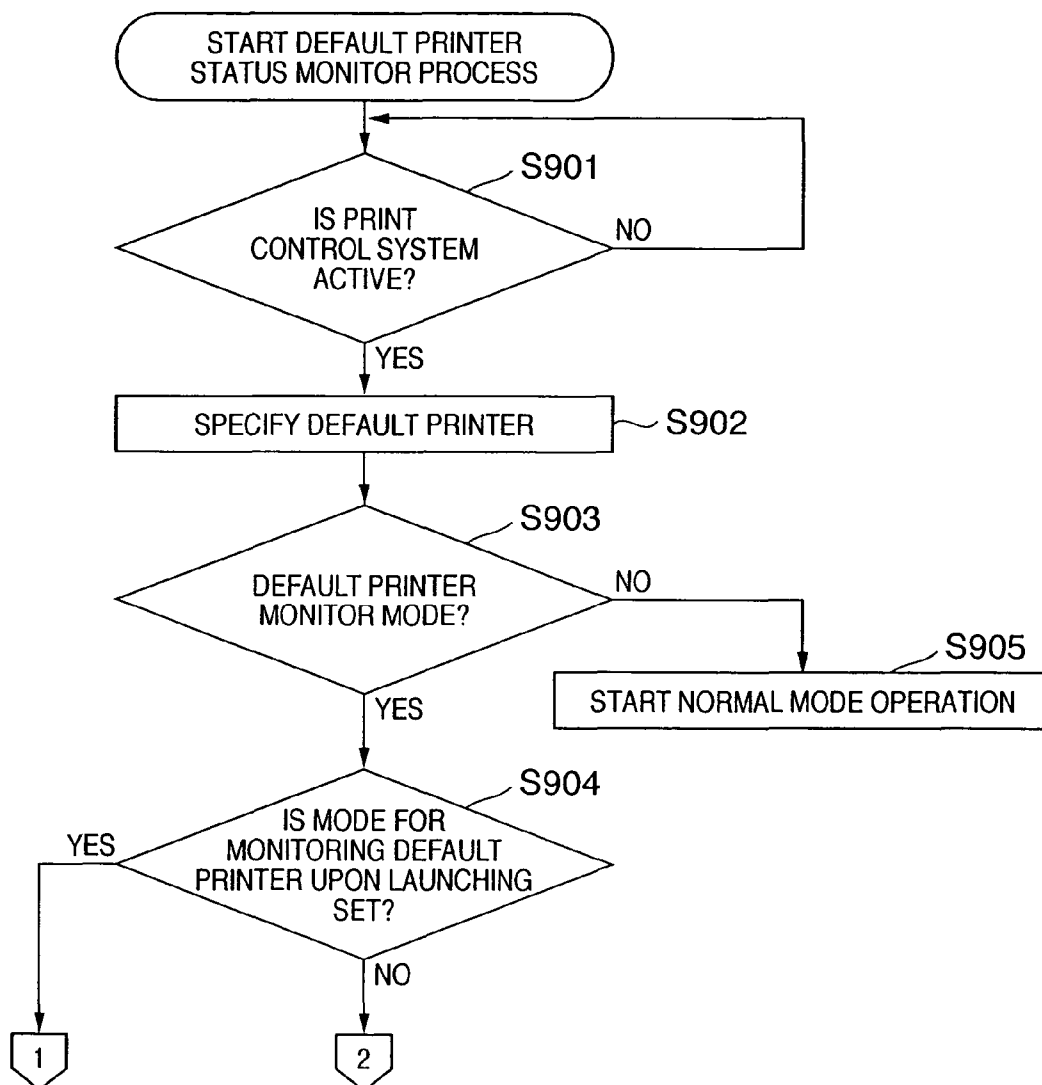 START DEFAULT PRINTER
STATUS MONITOR PROCESS
S901
IS PRINT
CONTROL SYSTEM
ACTIVE?
NO
YES
SPECIFY DEFAULT PRINTER
S902
S903
DEFAULT PRINTER
MONITOR MODE?
NO
S905
START NORMAL MODE OPERATION
YES
S904
IS MODE FOR
MONITORING DEFAULT
PRINTER UPON LAUNCHING
SET?
YES
NO
1
2